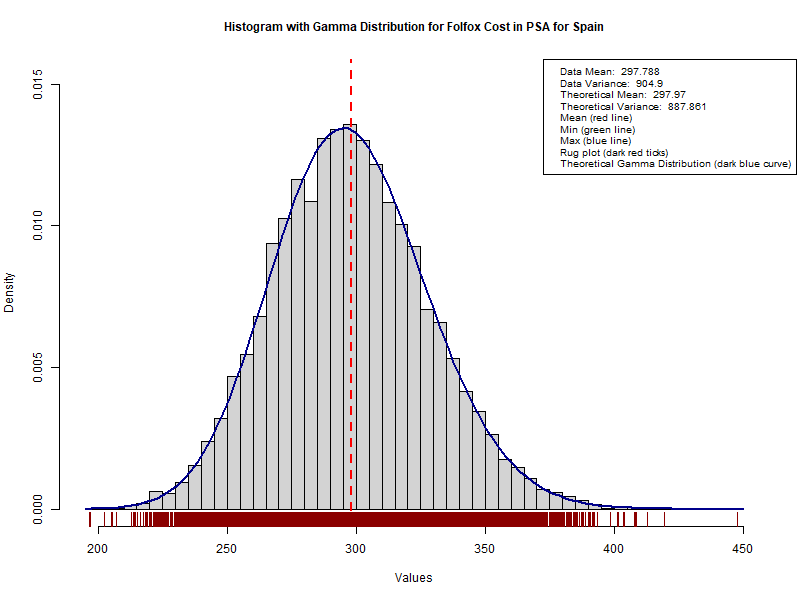 Histogram with Gamma Distribution for Folfox Cost in PSA for Spain
Data Mean: 297.788
Data Variance: 904.9
Theoretical Mean: 297.97
Theoretical Variance: 887.861
Mean (red line)
Min (green line)
Max (blue line)
Rug plot (dark red ticks)
Theoretical Gamma Distribution (dark blue curve)
Density
0.015
0.010
0.005
0.000
200 250 300 350 400 450
Values